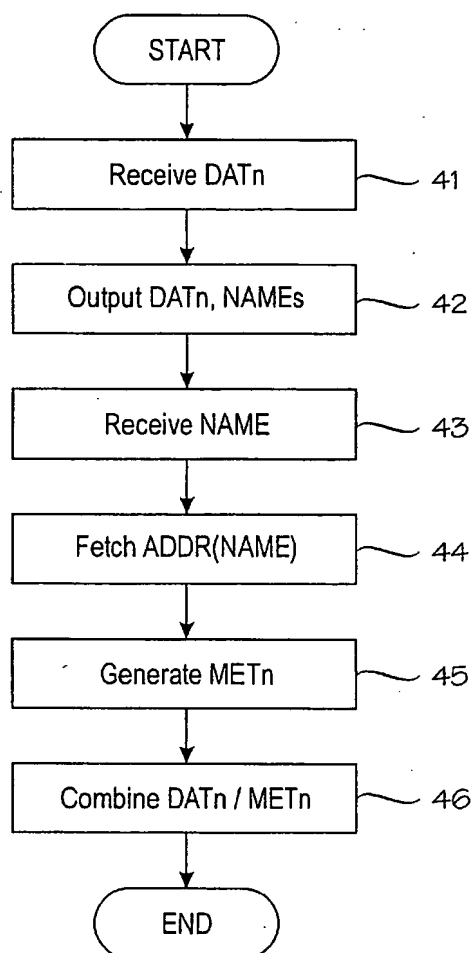 START
Receive DATn
41
Output DATn, NAMEs
42
Receive NAME
43
Fetch ADDR(NAME)
44
Generate METn
45
Combine DATn / METn
46
END